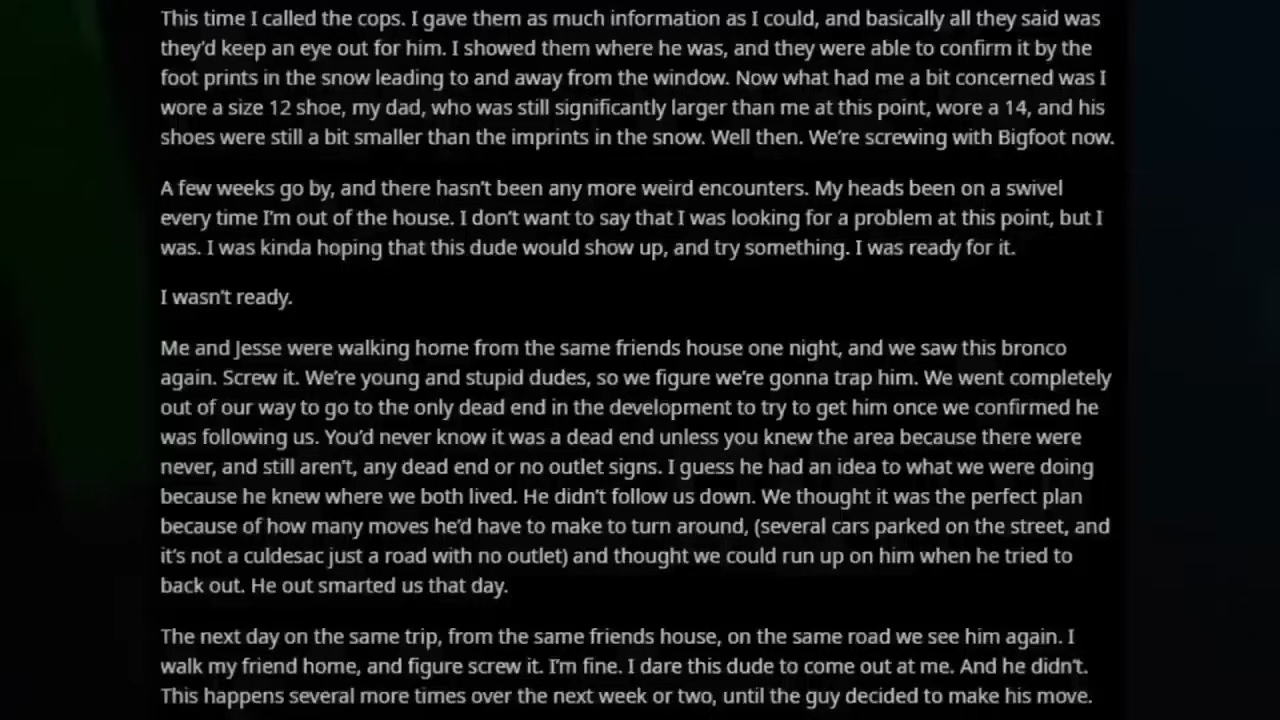 This time I called the cops. I gave them as much information as I could, and basically all they said was
they'd keep an eye out for him. I showed them where he was, and they were able to confirm it by the
foot prints in the snow leading to and away from the window. Now what had me a bit concerned was I
wore a size 12 shoe, my dad, who was still significantly larger than me at this point, wore a 14, and his
shoes were still a bit smaller than the imprints in the snow. Well then. We're screwing with Bigfoot now.
A few weeks go by, and there hasn't been any more weird encounters. My heads been on a swivel
every time I'm out of the house. I don't want to say that I was looking for a problem at this point, but I
was. I was kinda hoping that this dude would show up, and try something. I was ready for it.
I wasn't ready.
Me and Jesse were walking home from the same friends house one night, and we saw this bronco
again. Screw it. We're young and stupid dudes, so we figure we're gonna trap him. We went completely
out of our way to go to the only dead end in the development to try to get him once we confirmed he
was following us. You'd never know it was a dead end unless you knew the area because there were
never, and still aren't, any dead end or no outlet signs. I guess he had an idea to what we were doing
because he knew where we both lived. He didn't follow us down. We thought it was the perfect plan
because of how many moves he'd have to make to turn around, (several cars parked on the street, and
it's not a culdesac just a road with no outlet) and thought we could run up on him when he tried to
back out. He out smarted us that day.
The next day on the same trip, from the same friends house, on the same road we see him again. I
walk my friend home, and figure screw it. I'm fine. I dare this dude to come out at me. And he didn't.
This happens several more times over the next week or two, until the guy decided to make his move.